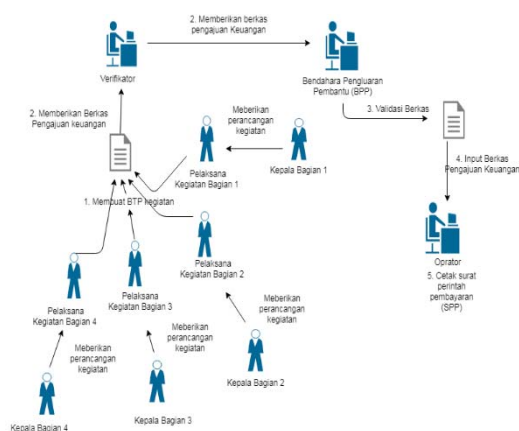 2. Memberikan berkas
pengajuan Keuangan
Verifikator
Bendahara Pengluaran
Pembantu (BPP)
2. Memberikan Berkas
Pengajuan keuangan
Meberikan
perancangan
kegiatan
3. Validasi Berkas
Pelaksana
Kegiatan Bagian 1
Kepala Bagian 1
4. Input Berkas
Pengajuan Keuangan
1. Membuat BTP kegiatan
Oprator
5. Cetak surat
perintah
pembayaran
(SPP)
Pelaksana
Kegiatan Bagian 2
Pelaksana
Kegiatan Bagian 3
Pelaksana
Kegiatan Bagian 4
Meberikan
perancangan
kegiatan
Meberikan
perancangan
kegiatan
Meberikan
perancangan
kegiatan
Kepala Bagian 2
Kepala Bagian 3
Kepala Bagian 4